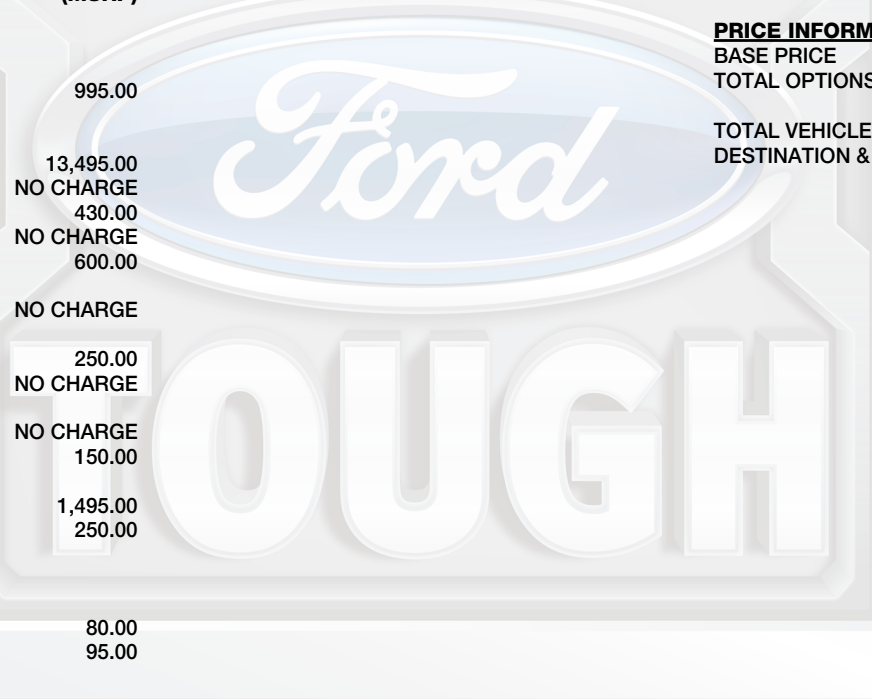 (MSRP)
995.00
13,495.00
NO CHARGE
430.00
NO CHARGE
600.00
NO CHARGE
250.00
NO CHARGE
NO CHARGE
150.00
1,495.00
250.00
80.00
95.00
PRICE INFORM
BASE PRICE
TOTAL OPTIONS
TOTAL VEHICLE
DESTINATION &
Ford
TOUGH